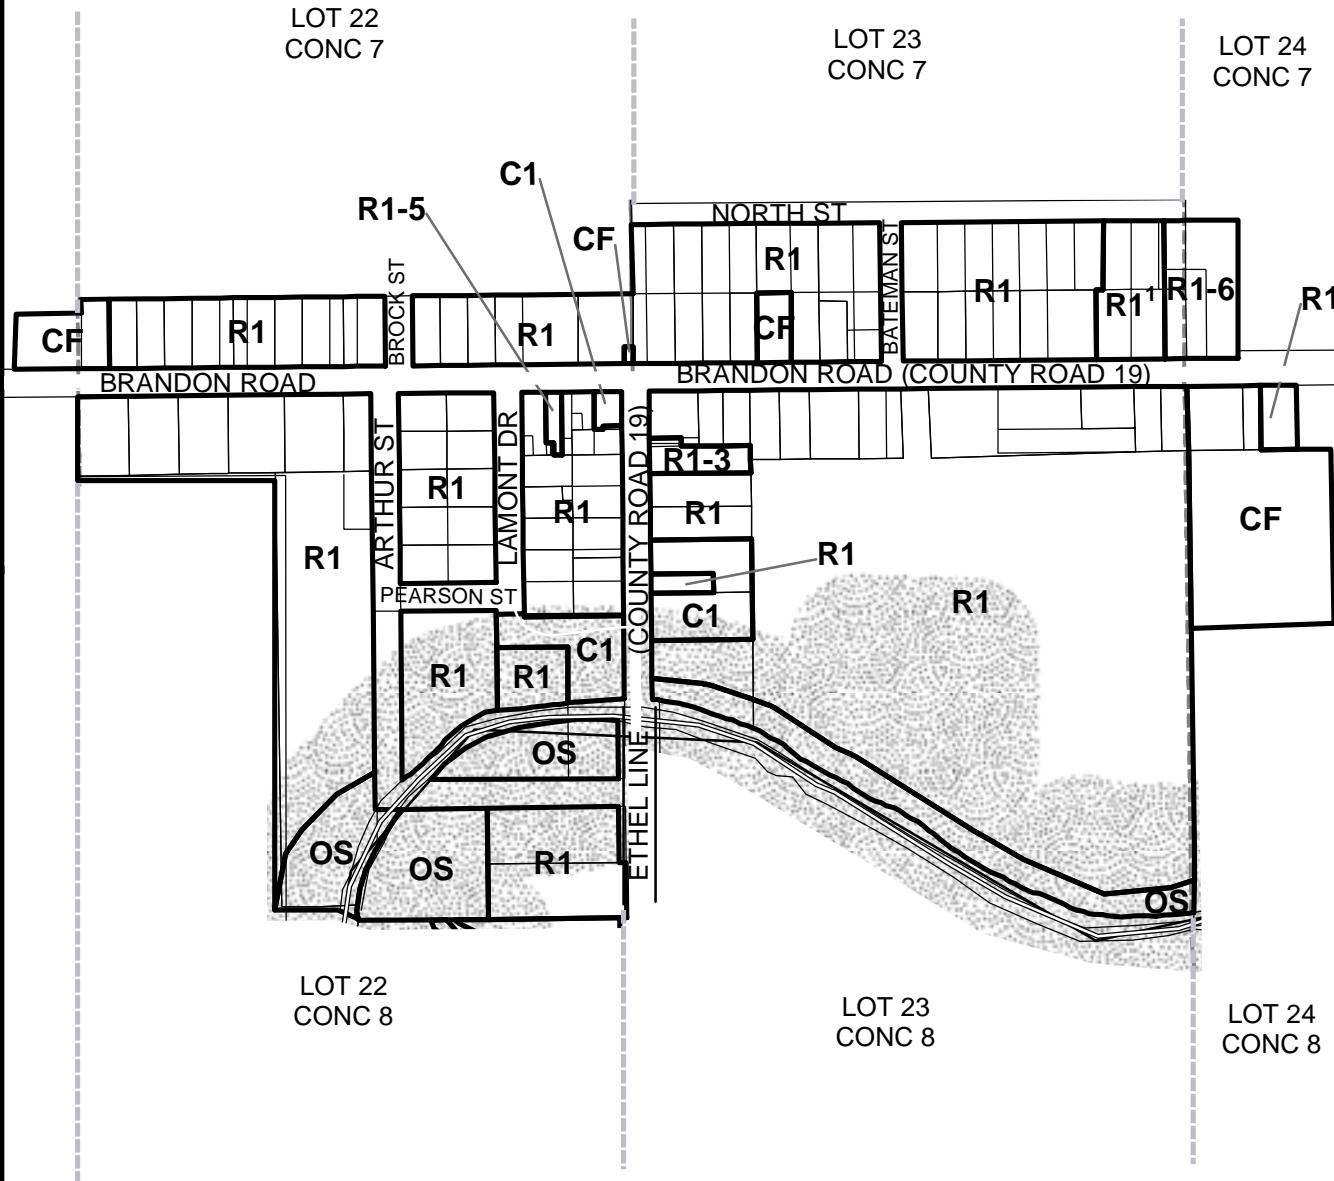 LOT 22
CONC 7
LOT 23
CONC 7
LOT 24
CONC 7
C1
R1-5
CF
NORTH ST
BROCK ST
BATEMAN ST
R1
R1
R1¹
R1-6
R1
CF
R1
R1
CF
BRANDON ROAD
BRANDON ROAD (COUNTY ROAD 19)
ARTHUR ST
LAMONT DR
ETHEL LINE (COUNTY ROAD 19)
R1-3
R1
R1
R1
CF
R1
R1
PEARSON ST
R1
C1
C1
R1
R1
OS
OS
OS
R1
OS
LOT 22
CONC 8
LOT 23
CONC 8
LOT 24
CONC 8